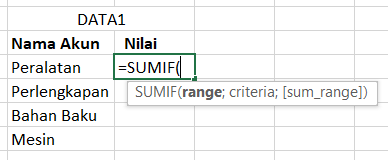 DATA1
Nama Akun Nilai
Peralatan =SUMIF(
Perlengkapan SUMIF(range; criteria; [sum_range])
Bahan Baku
Mesin